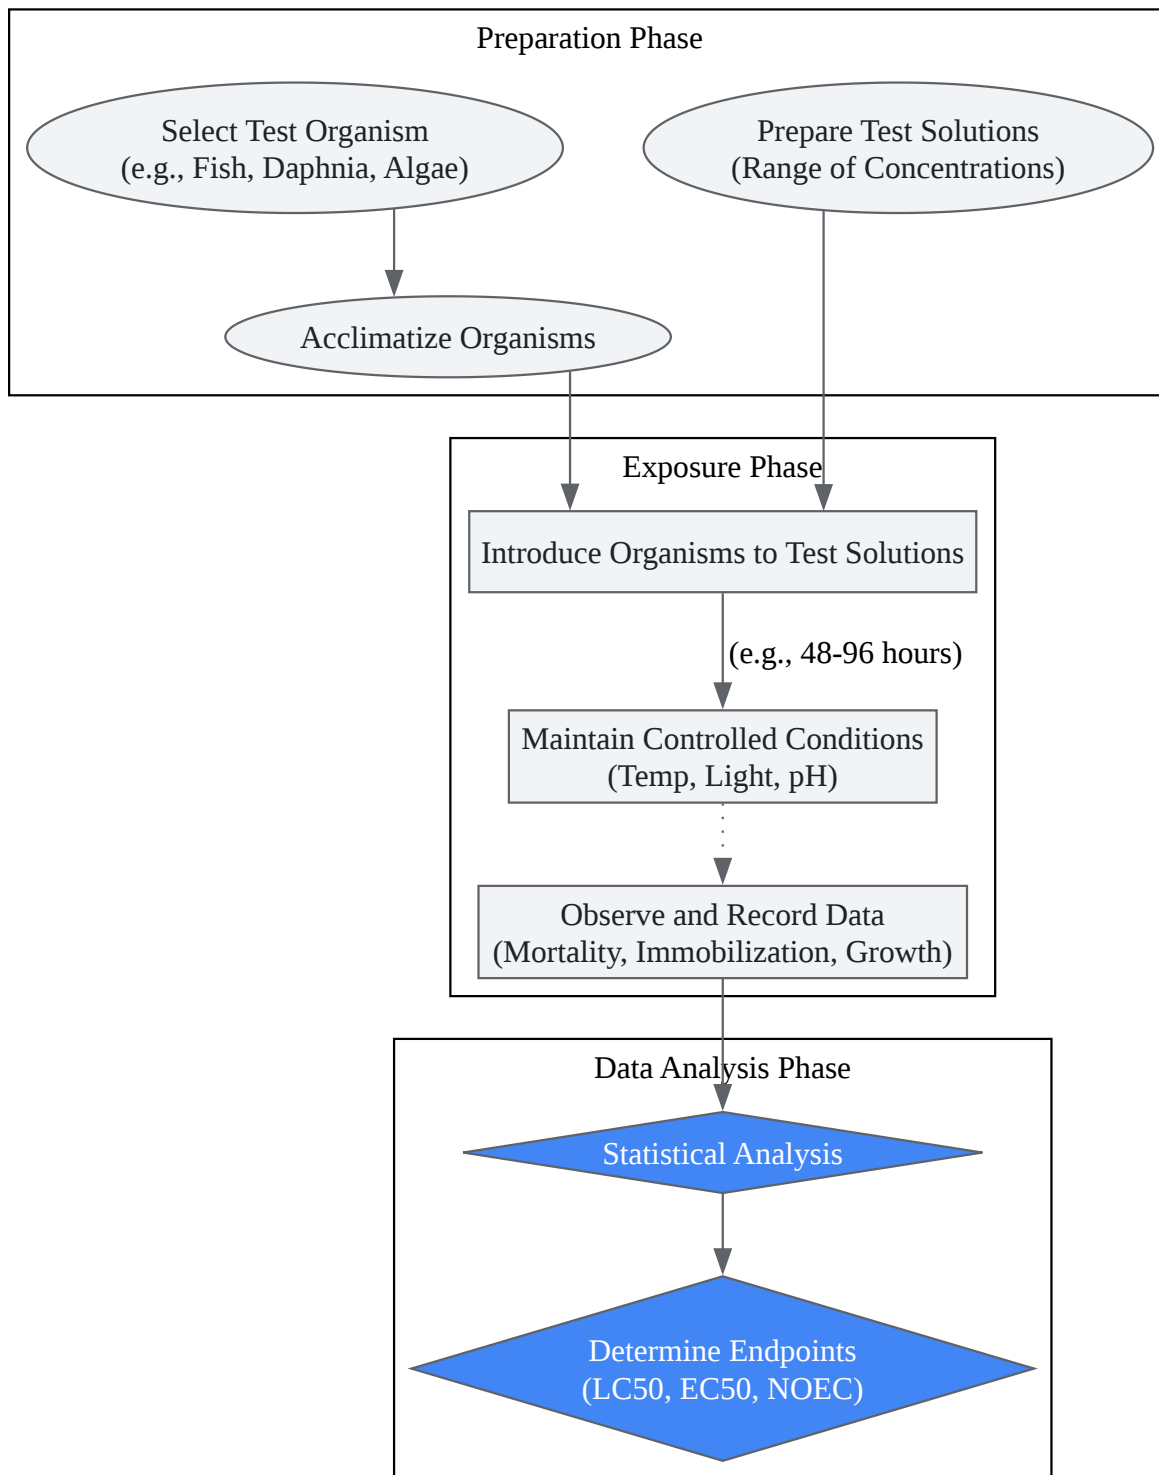 Preparation Phase
Select Test Organism
(e.g., Fish, Daphnia, Algae)
Prepare Test Solutions
(Range of Concentrations)
Acclimatize Organisms
Exposure Phase
Introduce Organisms to Test Solutions
(e.g., 48-96 hours)
Maintain Controlled Conditions
(Temp, Light, pH)
Observe and Record Data
(Mortality, Immobilization, Growth)
Data Analysis Phase
Statistical Analysis
Determine Endpoints
(LC50, EC50, NOEC)